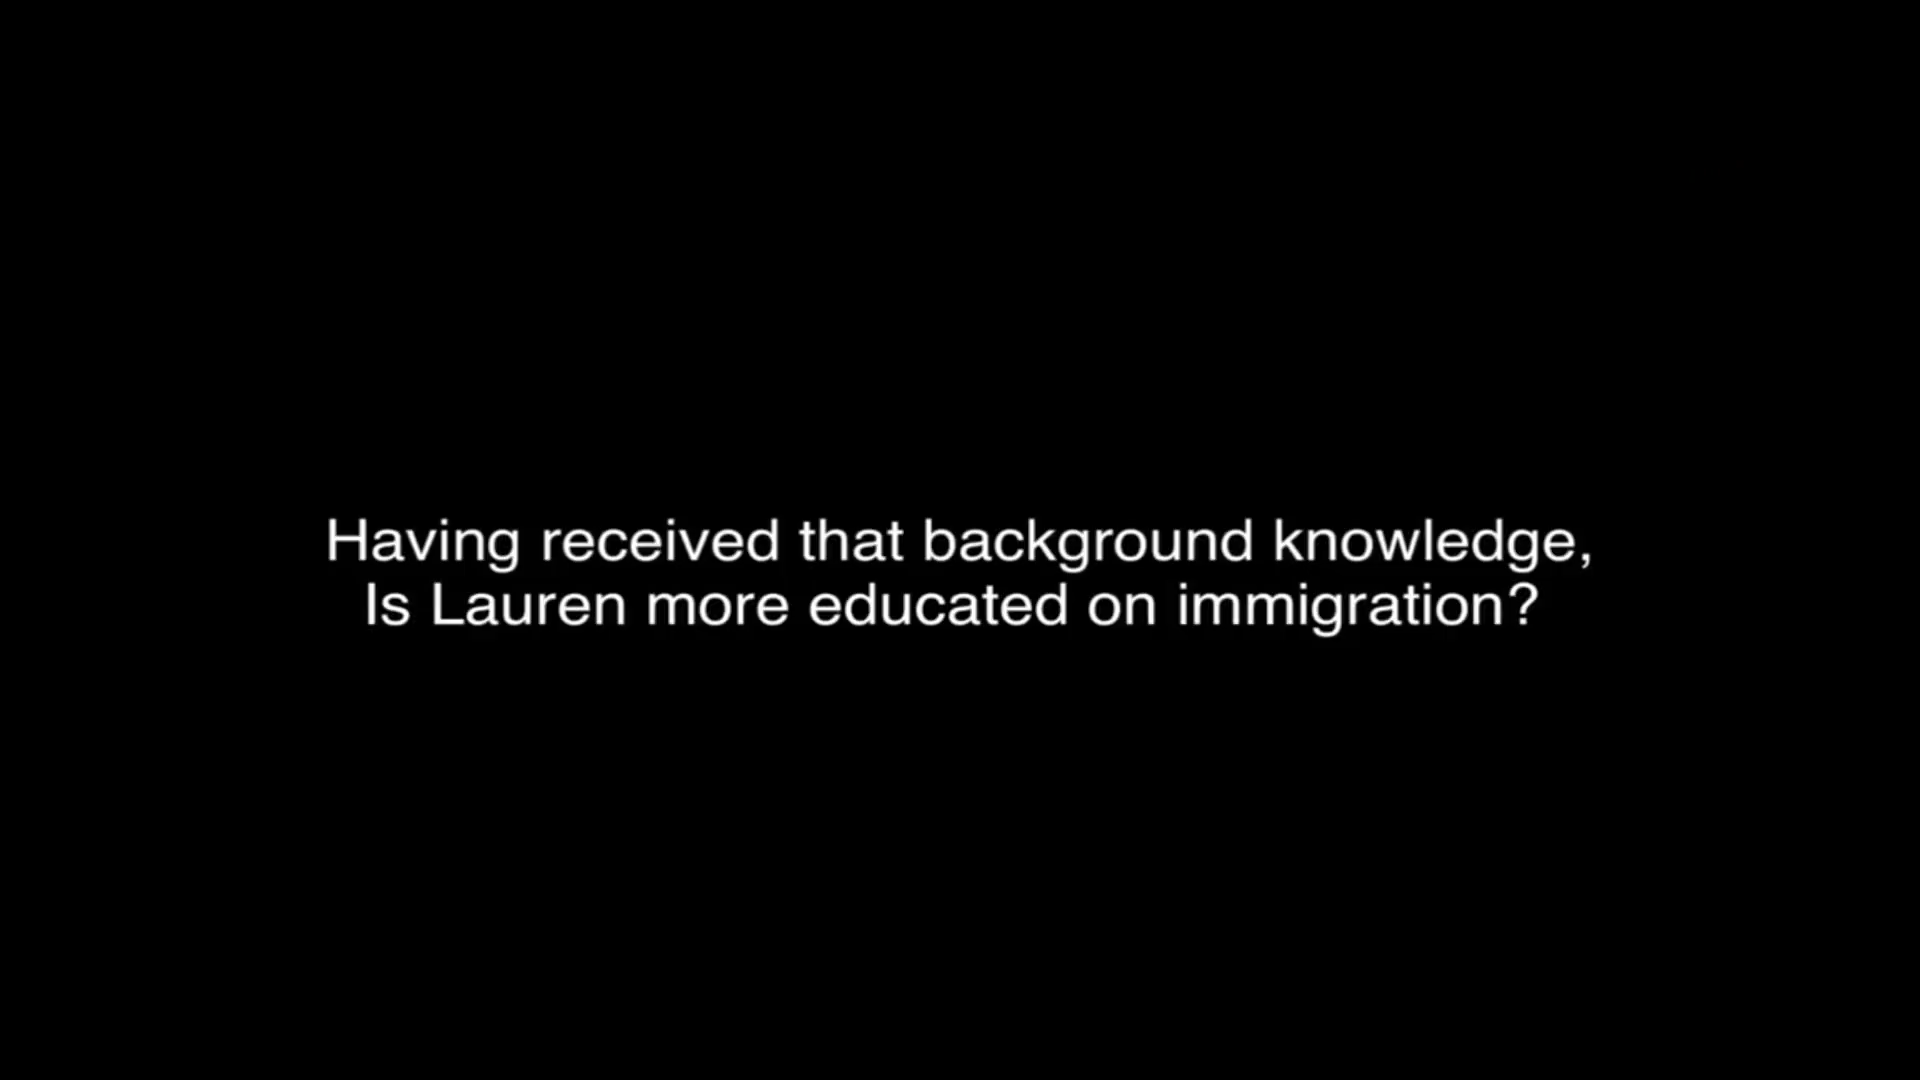 Having received that background knowledge,
Is Lauren more educated on immigration?